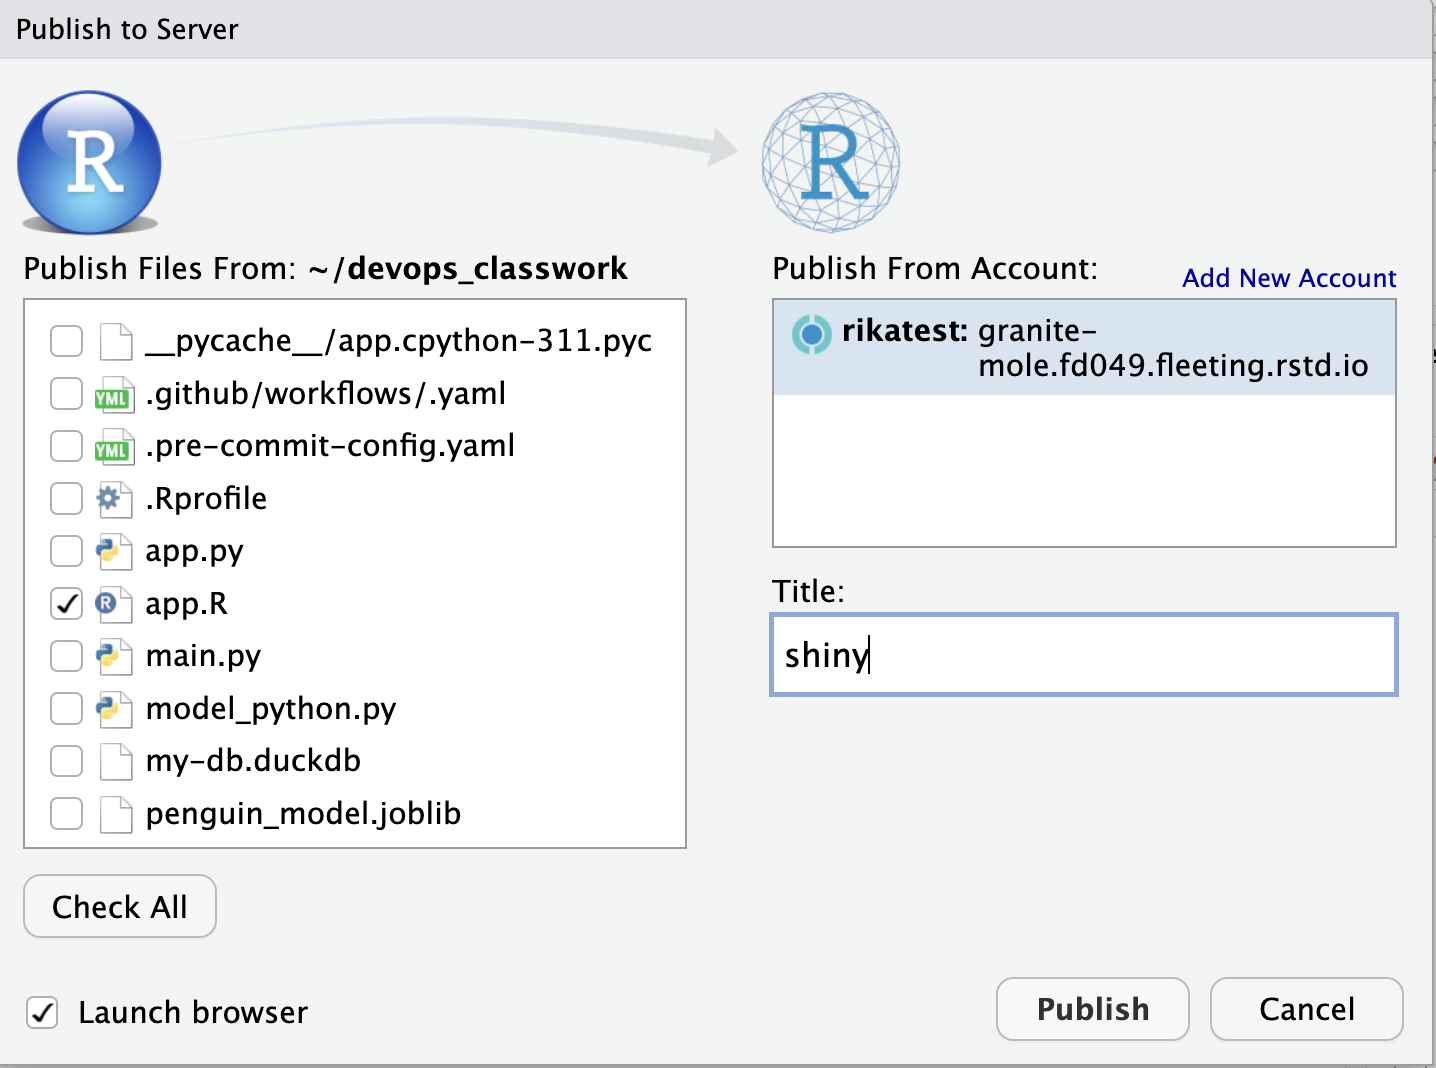 Publish to Server
R
R
Publish Files From: ~/devops_classwork
__pycache__/app.cpython-311.pyc
YML .github/workflows/.yaml
YML .pre-commit-config.yaml
.Rprofile
app.py
R app.R
main.py
model_python.py
my-db.duckdb
penguin_model.joblib
Check All
Launch browser
Publish From Account:
Add New Account
rikatest: granite-
mole.fd049.fleeting.rstd.io
Title:
shiny
Publish
Cancel